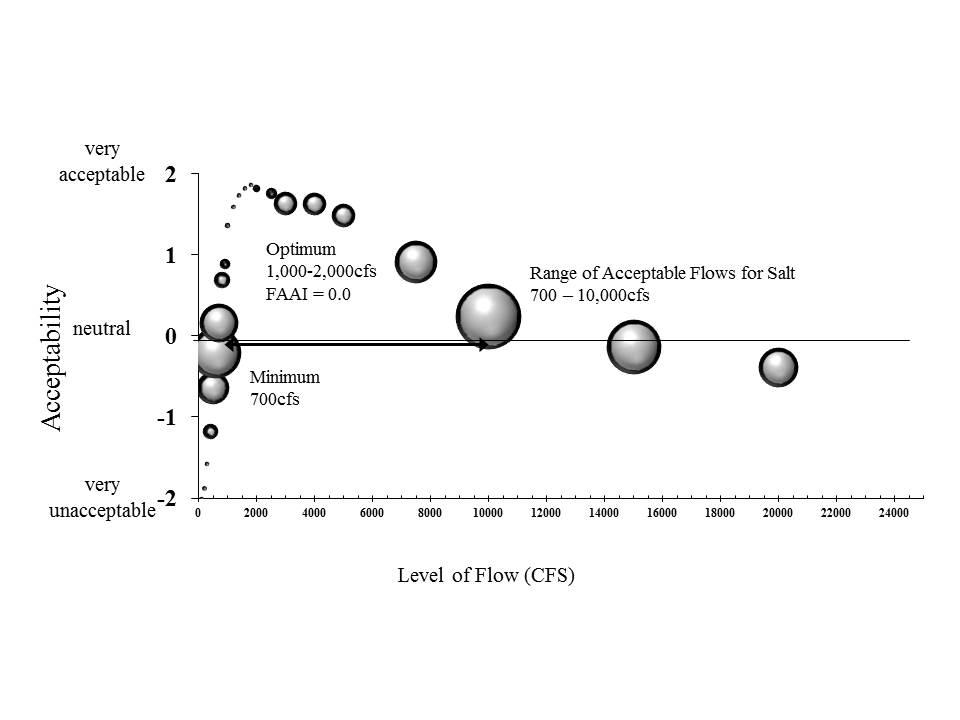 very
acceptable
2
1
Optimum
1,000-2,000cfs
FAAI = 0.0
Range of Acceptable Flows for Salt
700 – 10,000cfs
Acceptability
neutral
0
Minimum
700cfs
-1
very
unacceptable
-2
0 2000 4000 6000 8000 10000 12000 14000 16000 18000 20000 22000 24000
Level of Flow (CFS)